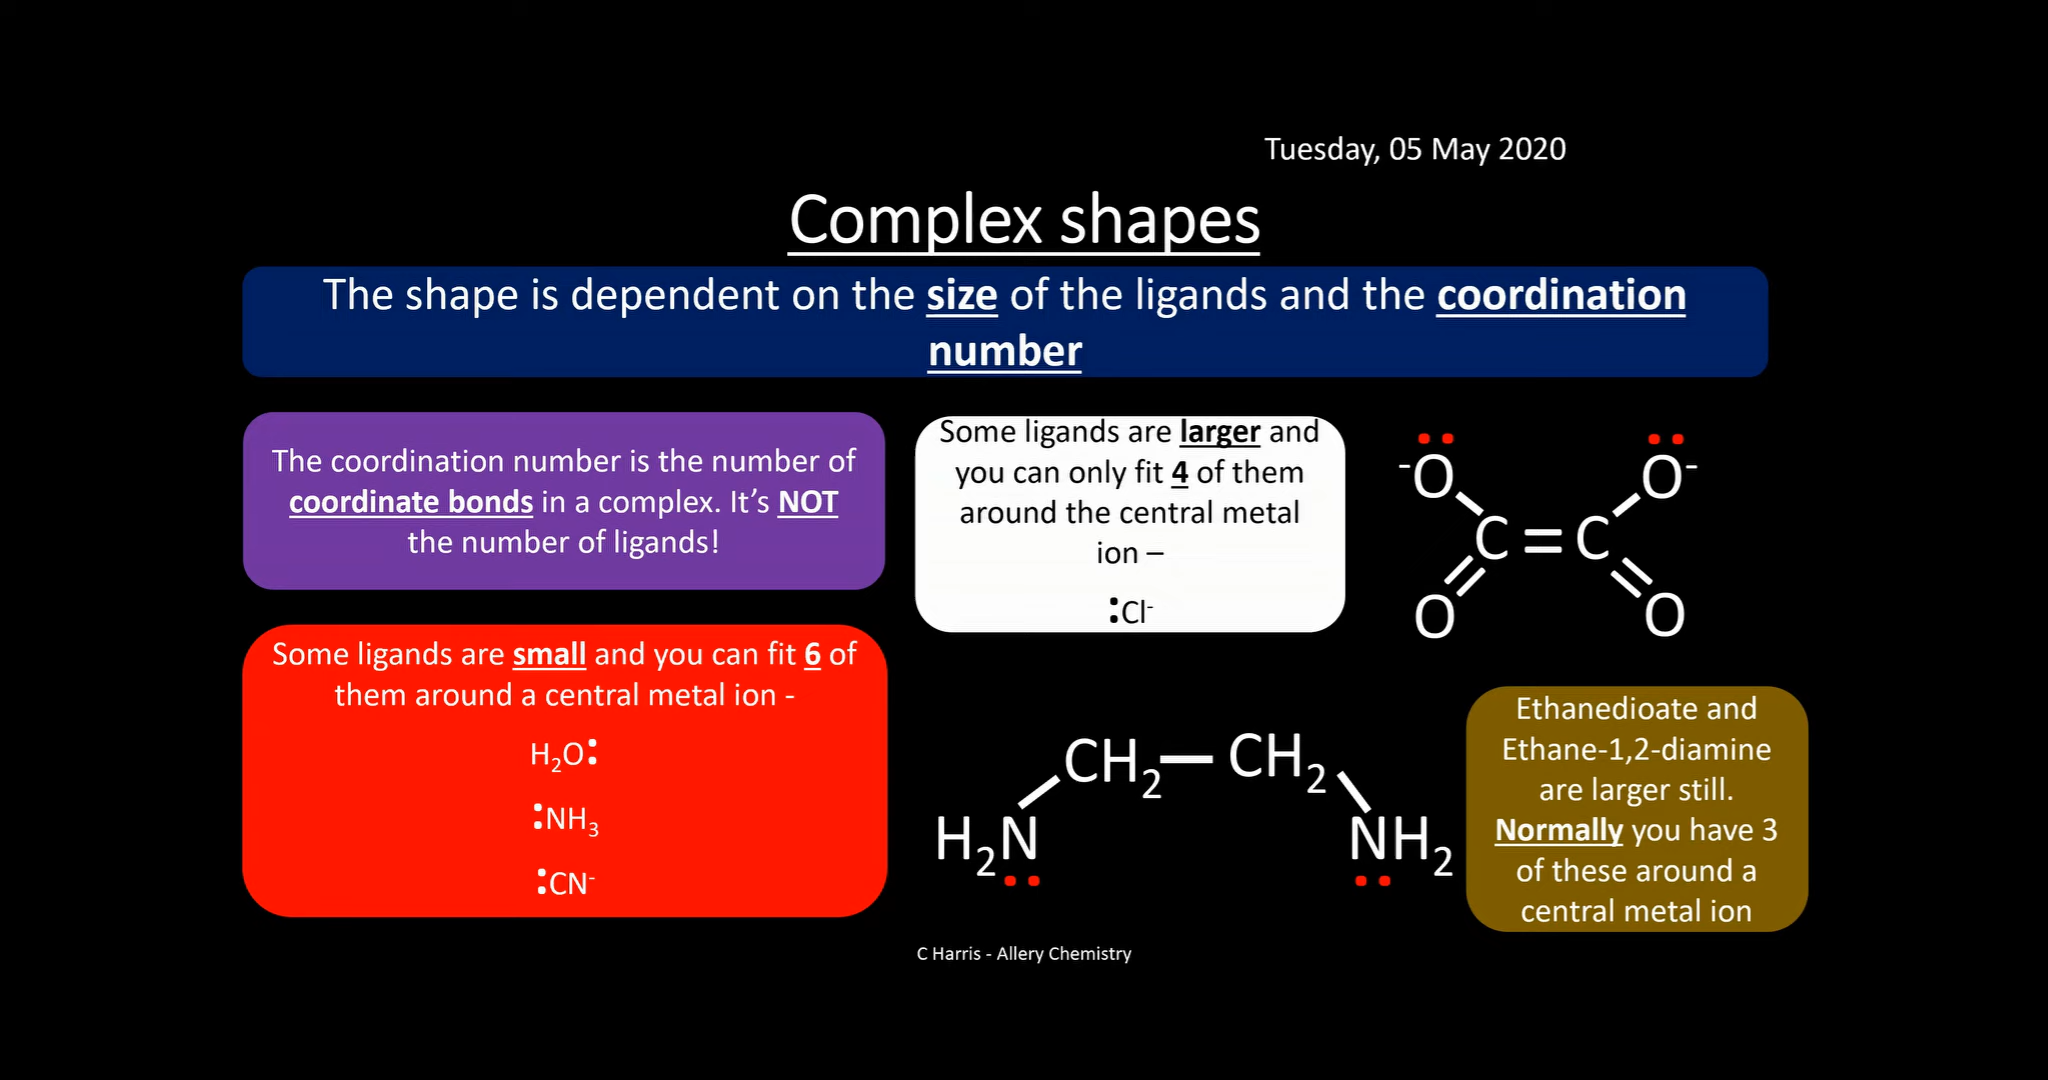 Tuesday, 05 May 2020
Complex shapes
The shape is dependent on the size of the ligands and the coordination
number
The coordination number is the number of
coordinate bonds in a complex. It’s NOT
the number of ligands!
Some ligands are larger and
you can only fit 4 of them
around the central metal
ion –
:Cl⁻
⁻O O⁻
C = C
O O
Some ligands are small and you can fit 6 of
them around a central metal ion -
H₂O:
:NH₃
:CN⁻
CH₂ — CH₂
H₂N NH₂
Ethanedioate and
Ethane-1,2-diamine
are larger still.
Normally you have 3
of these around a
central metal ion
C Harris - Allery Chemistry